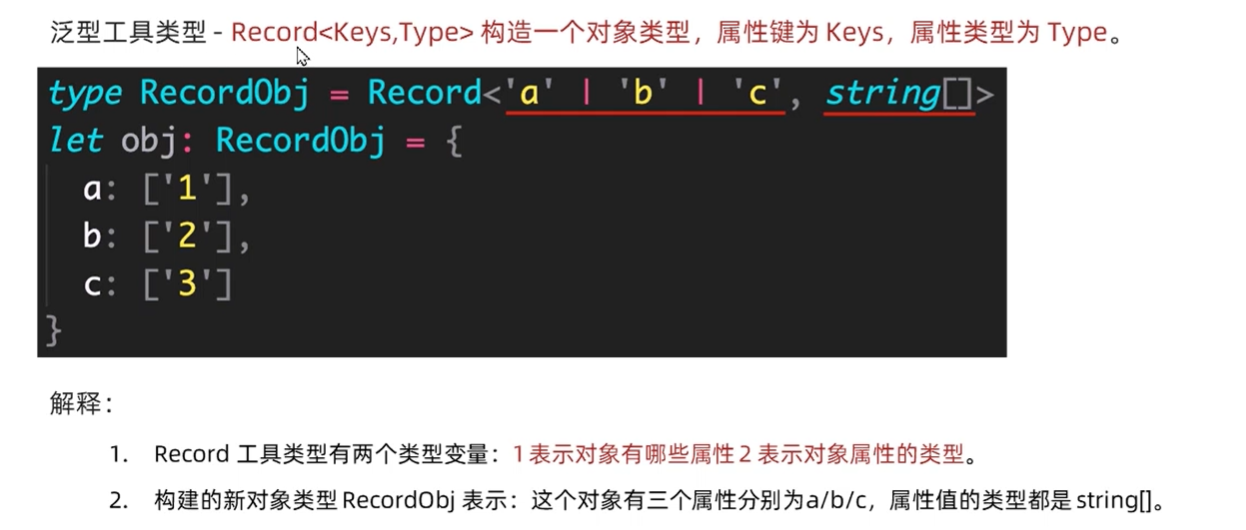 泛型工具类型 - Record<Keys,Type> 构造一个对象类型，属性键为 Keys，属性类型为 Type。
type RecordObj = Record<'a' | 'b' | 'c', string[]>
let obj: RecordObj = {
a: ['1'],
b: ['2'],
c: ['3']
}
解释：
1. Record 工具类型有两个类型变量：1 表示对象有哪些属性 2 表示对象属性的类型。
2. 构建的新对象类型 RecordObj 表示：这个对象有三个属性分别为a/b/c，属性值的类型都是 string[]。